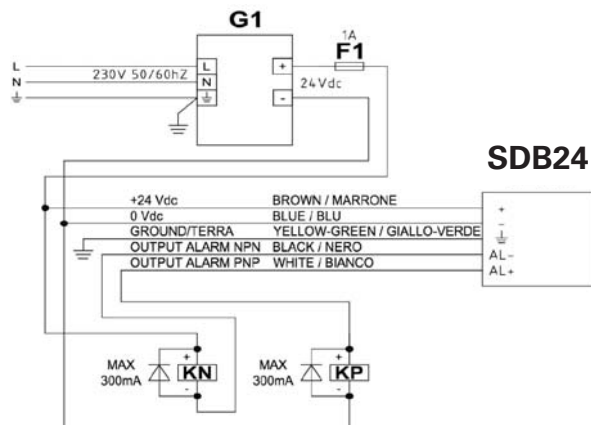 G1
1A
F1
L
N
230V 50/60hZ
L
N
+
-
24Vdc
SDB24
+24 Vdc BROWN / MARRONE +
0 Vdc BLUE / BLU -
GROUND/TERRA YELLOW-GREEN / GIALLO-VERDE
OUTPUT ALARM NPN BLACK / NERO AL-
OUTPUT ALARM PNP WHITE / BIANCO AL+
MAX
300mA
+
KN
-
MAX
300mA
+
KP
-